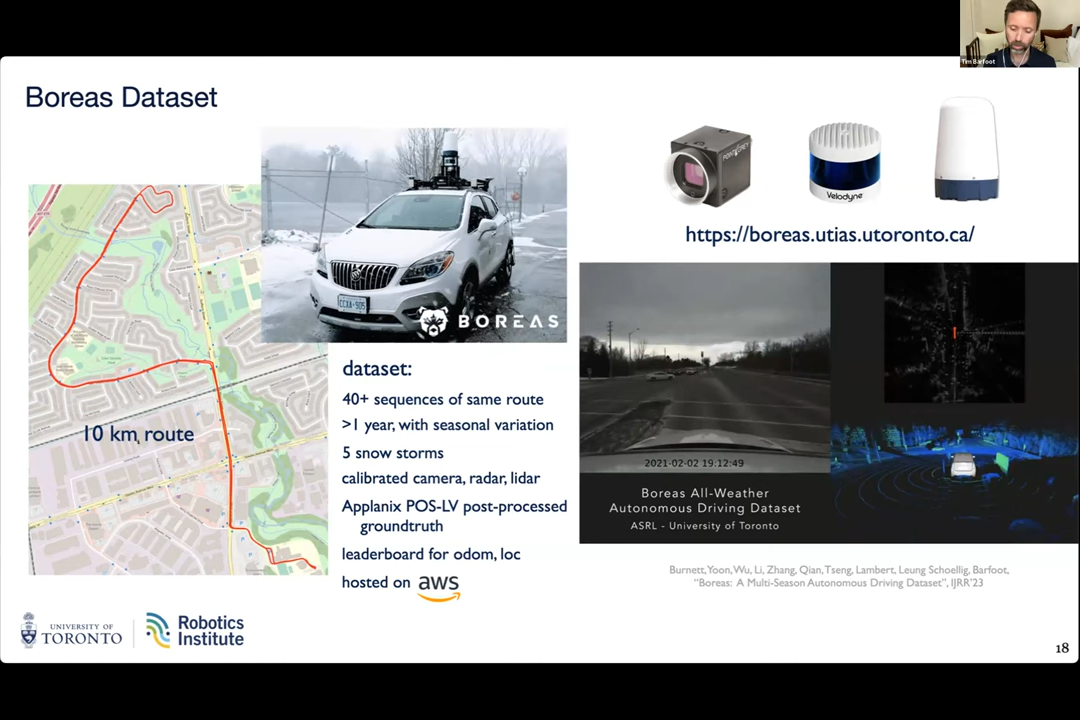 Tim Barfoot
Boreas Dataset
POINT GREY
Velodyne
https://boreas.utias.utoronto.ca/
BOREAS
10 km route
dataset:
40+ sequences of same route
>1 year, with seasonal variation
5 snow storms
calibrated camera, radar, lidar
Applanix POS-LV post-processed
groundtruth
leaderboard for odom, loc
hosted on aws
2021-02-02 19:12:49
Boreas All-Weather
Autonomous Driving Dataset
ASRL - University of Toronto
Burnett, Yoon, Wu, Li, Zhang, Qian, Tseng, Lambert, Leung Schoellig, Barfoot,
"Boreas: A Multi-Season Autonomous Driving Dataset", IJRR'23
UNIVERSITY OF
TORONTO
Robotics
Institute
18